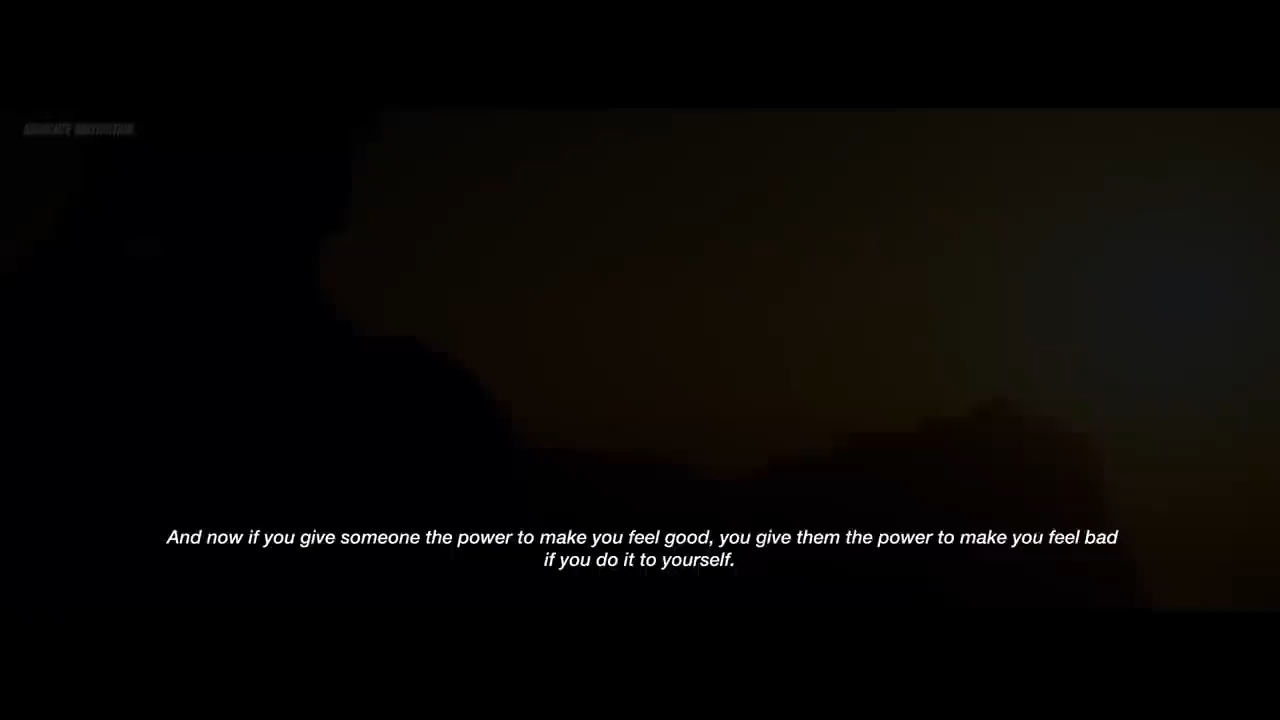 And now if you give someone the power to make you feel good, you give them the power to make you feel bad
if you do it to yourself.